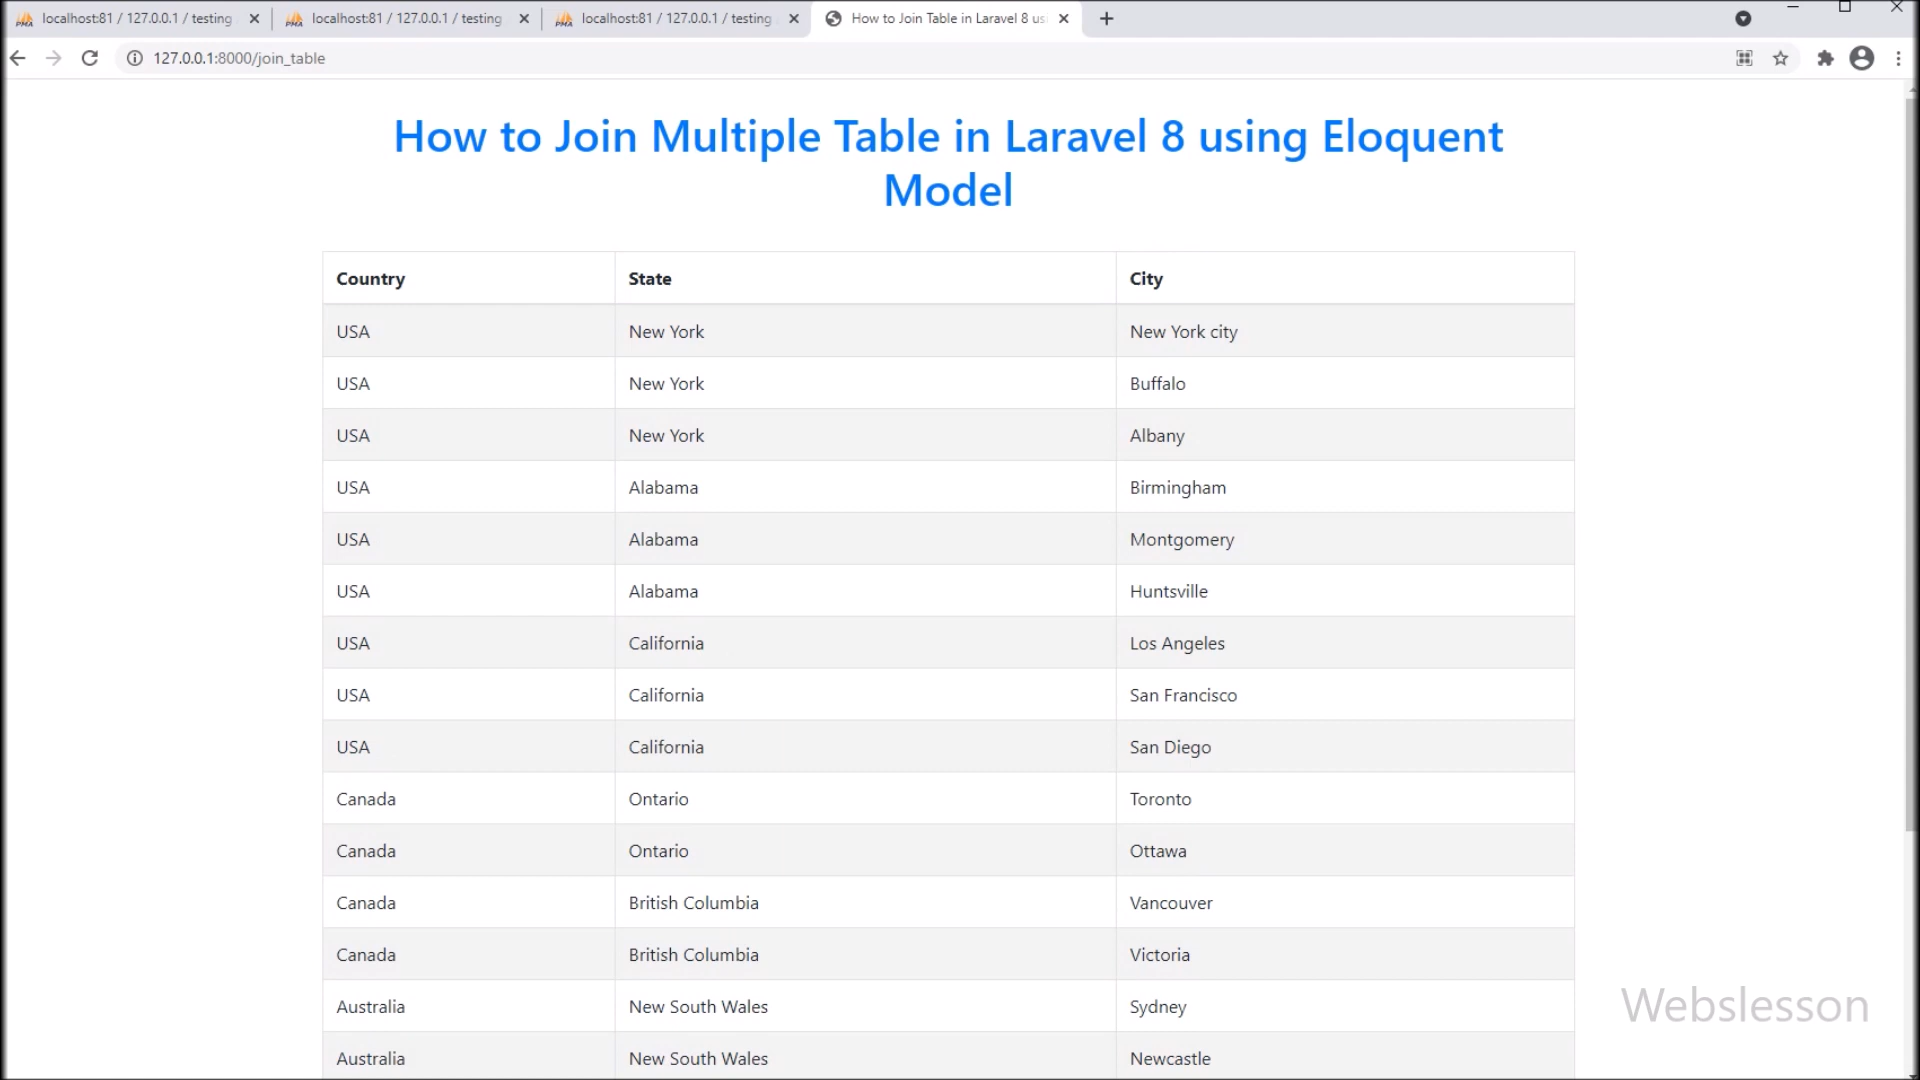 localhost:81 / 127.0.0.1 / testing localhost:81 / 127.0.0.1 / testing localhost:81 / 127.0.0.1 / testing How to Join Table in Laravel 8 us
127.0.0.1:8000/join_table
How to Join Multiple Table in Laravel 8 using Eloquent
Model
Country State City
USA New York New York city
USA New York Buffalo
USA New York Albany
USA Alabama Birmingham
USA Alabama Montgomery
USA Alabama Huntsville
USA California Los Angeles
USA California San Francisco
USA California San Diego
Canada Ontario Toronto
Canada Ontario Ottawa
Canada British Columbia Vancouver
Canada British Columbia Victoria
Australia New South Wales Sydney
Webslesson
Australia New South Wales Newcastle